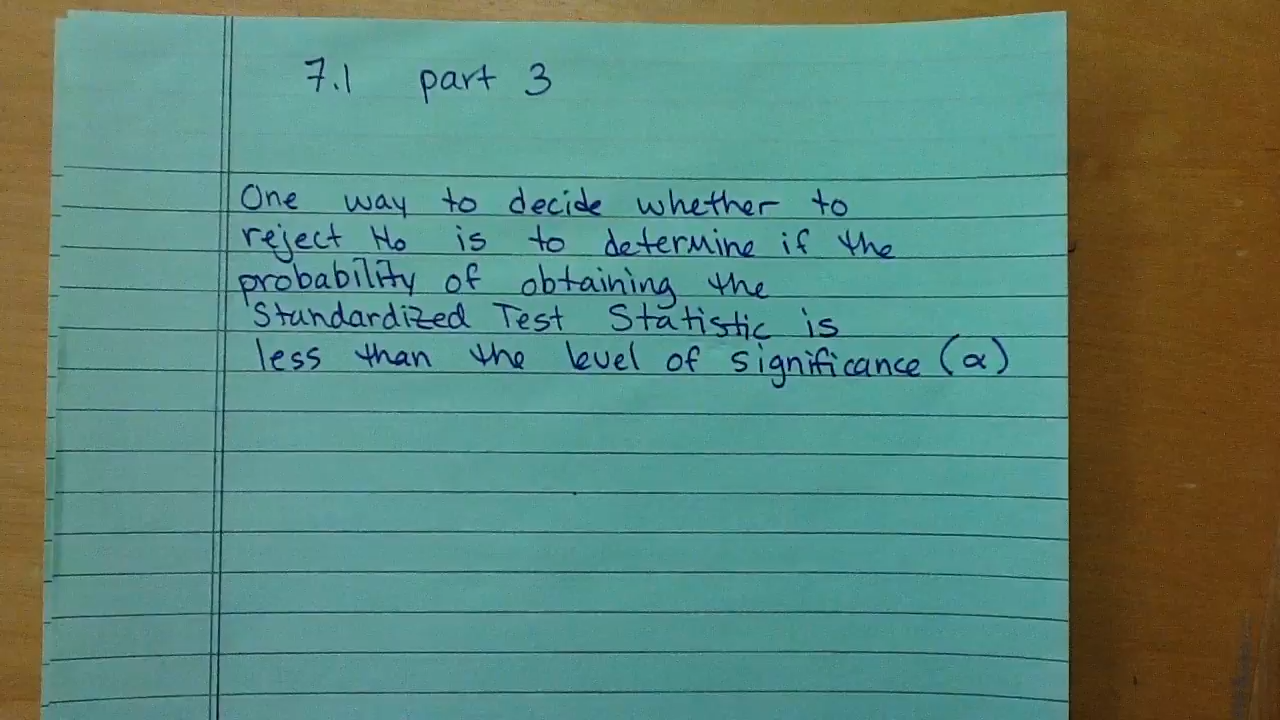 7.1 part 3
One way to decide whether to
reject Ho is to determine if the
probability of obtaining the
Standardized Test Statistic is
less than the level of significance (α)